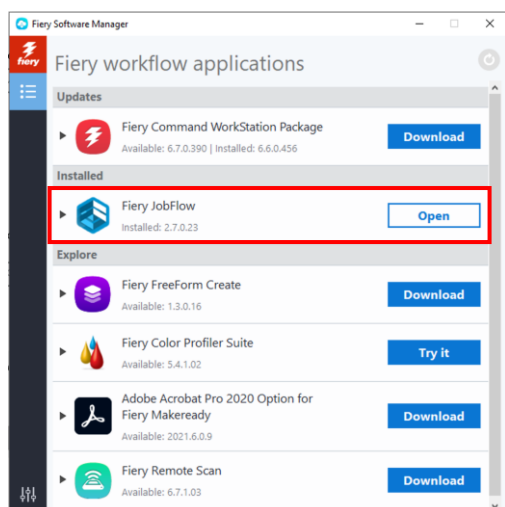 Fiery Software Manager
fiery
Fiery workflow applications
Updates
Fiery Command WorkStation Package
Available: 6.7.0.390 | Installed: 6.6.0.456
Download
Installed
Fiery JobFlow
Installed: 2.7.0.23
Open
Explore
Fiery FreeForm Create
Available: 1.3.0.16
Download
Fiery Color Profiler Suite
Available: 5.4.1.02
Try it
Adobe Acrobat Pro 2020 Option for
Fiery Makeready
Available: 2021.6.0.9
Download
Fiery Remote Scan
Available: 6.7.1.03
Download